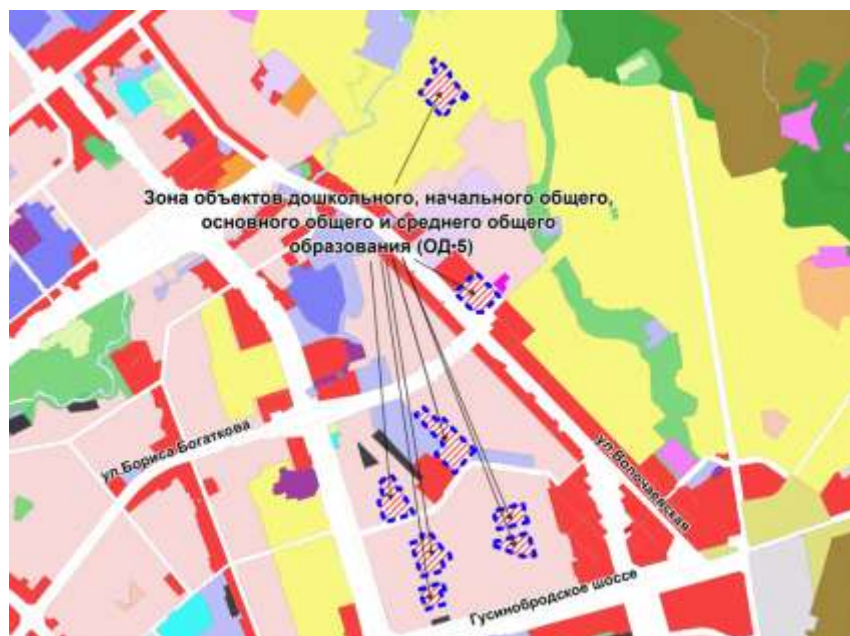 Зона объектов дошкольного, начального общего,
основного общего и среднего общего
образования (ОД-5)
ул.Бориса Богаткова
ул.Волочаевская
Гусинобродское шоссе